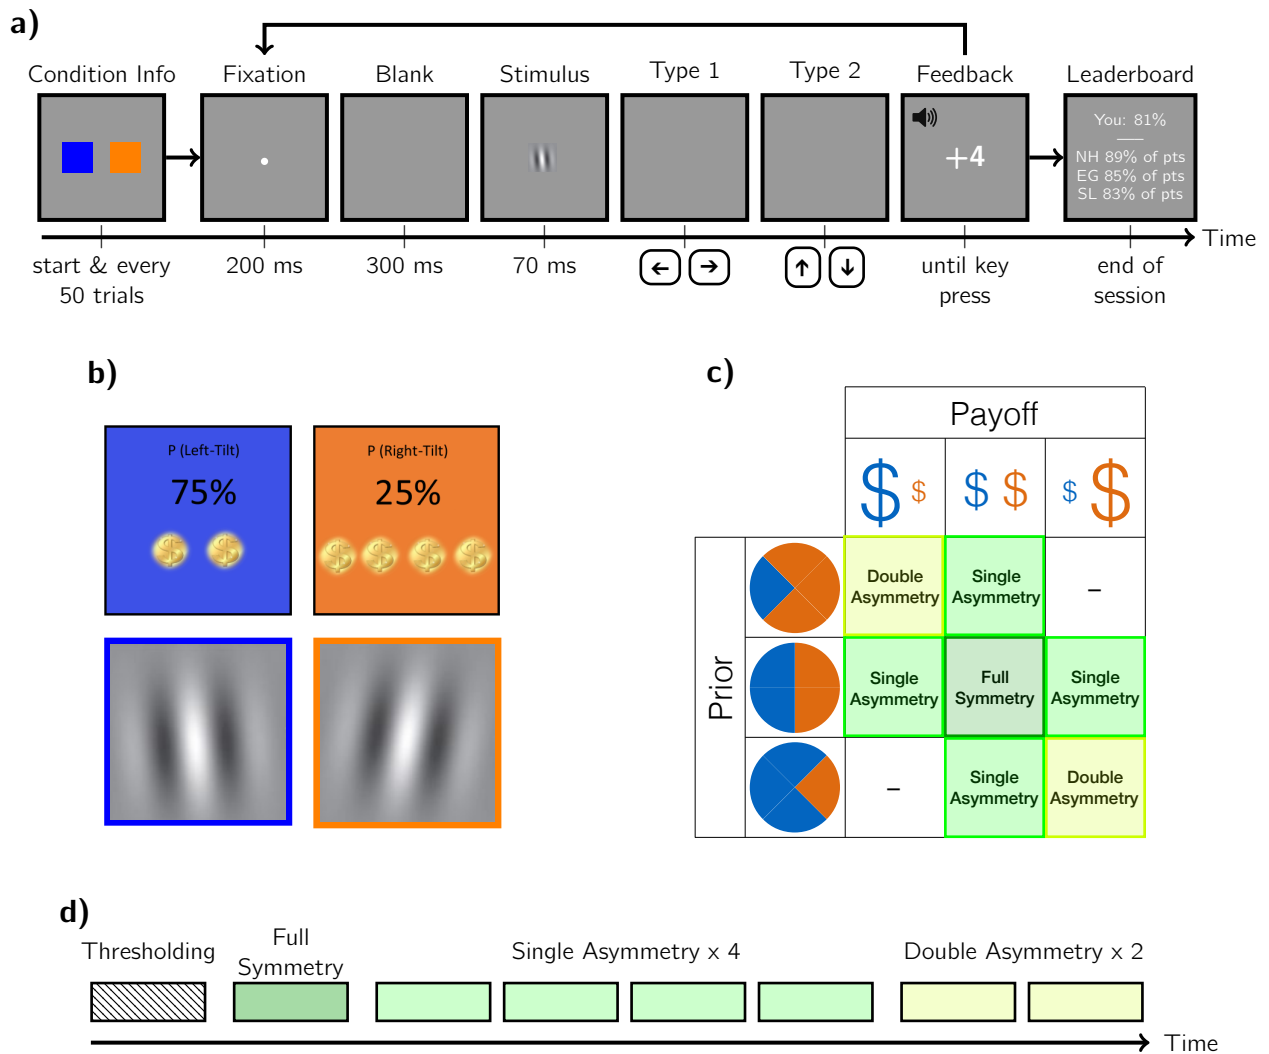 a)
Condition Info
Fixation
Blank
Stimulus
Type 1
Type 2
Feedback
Leaderboard
+4
You: 81%
NH 89% of pts
EG 85% of pts
SL 83% of pts
Time
start & every
50 trials
200 ms
300 ms
70 ms
← →
↑ ↓
until key
press
end of
session
b)
P (Left-Tilt)
75%
$ $
P (Right-Tilt)
25%
$ $ $ $
c)
Payoff
$ $
$ $
$ $
Prior
Double
Asymmetry
Single
Asymmetry
–
Single
Asymmetry
Full
Symmetry
Single
Asymmetry
–
Single
Asymmetry
Double
Asymmetry
d)
Thresholding
Full
Symmetry
Single Asymmetry x 4
Double Asymmetry x 2
Time